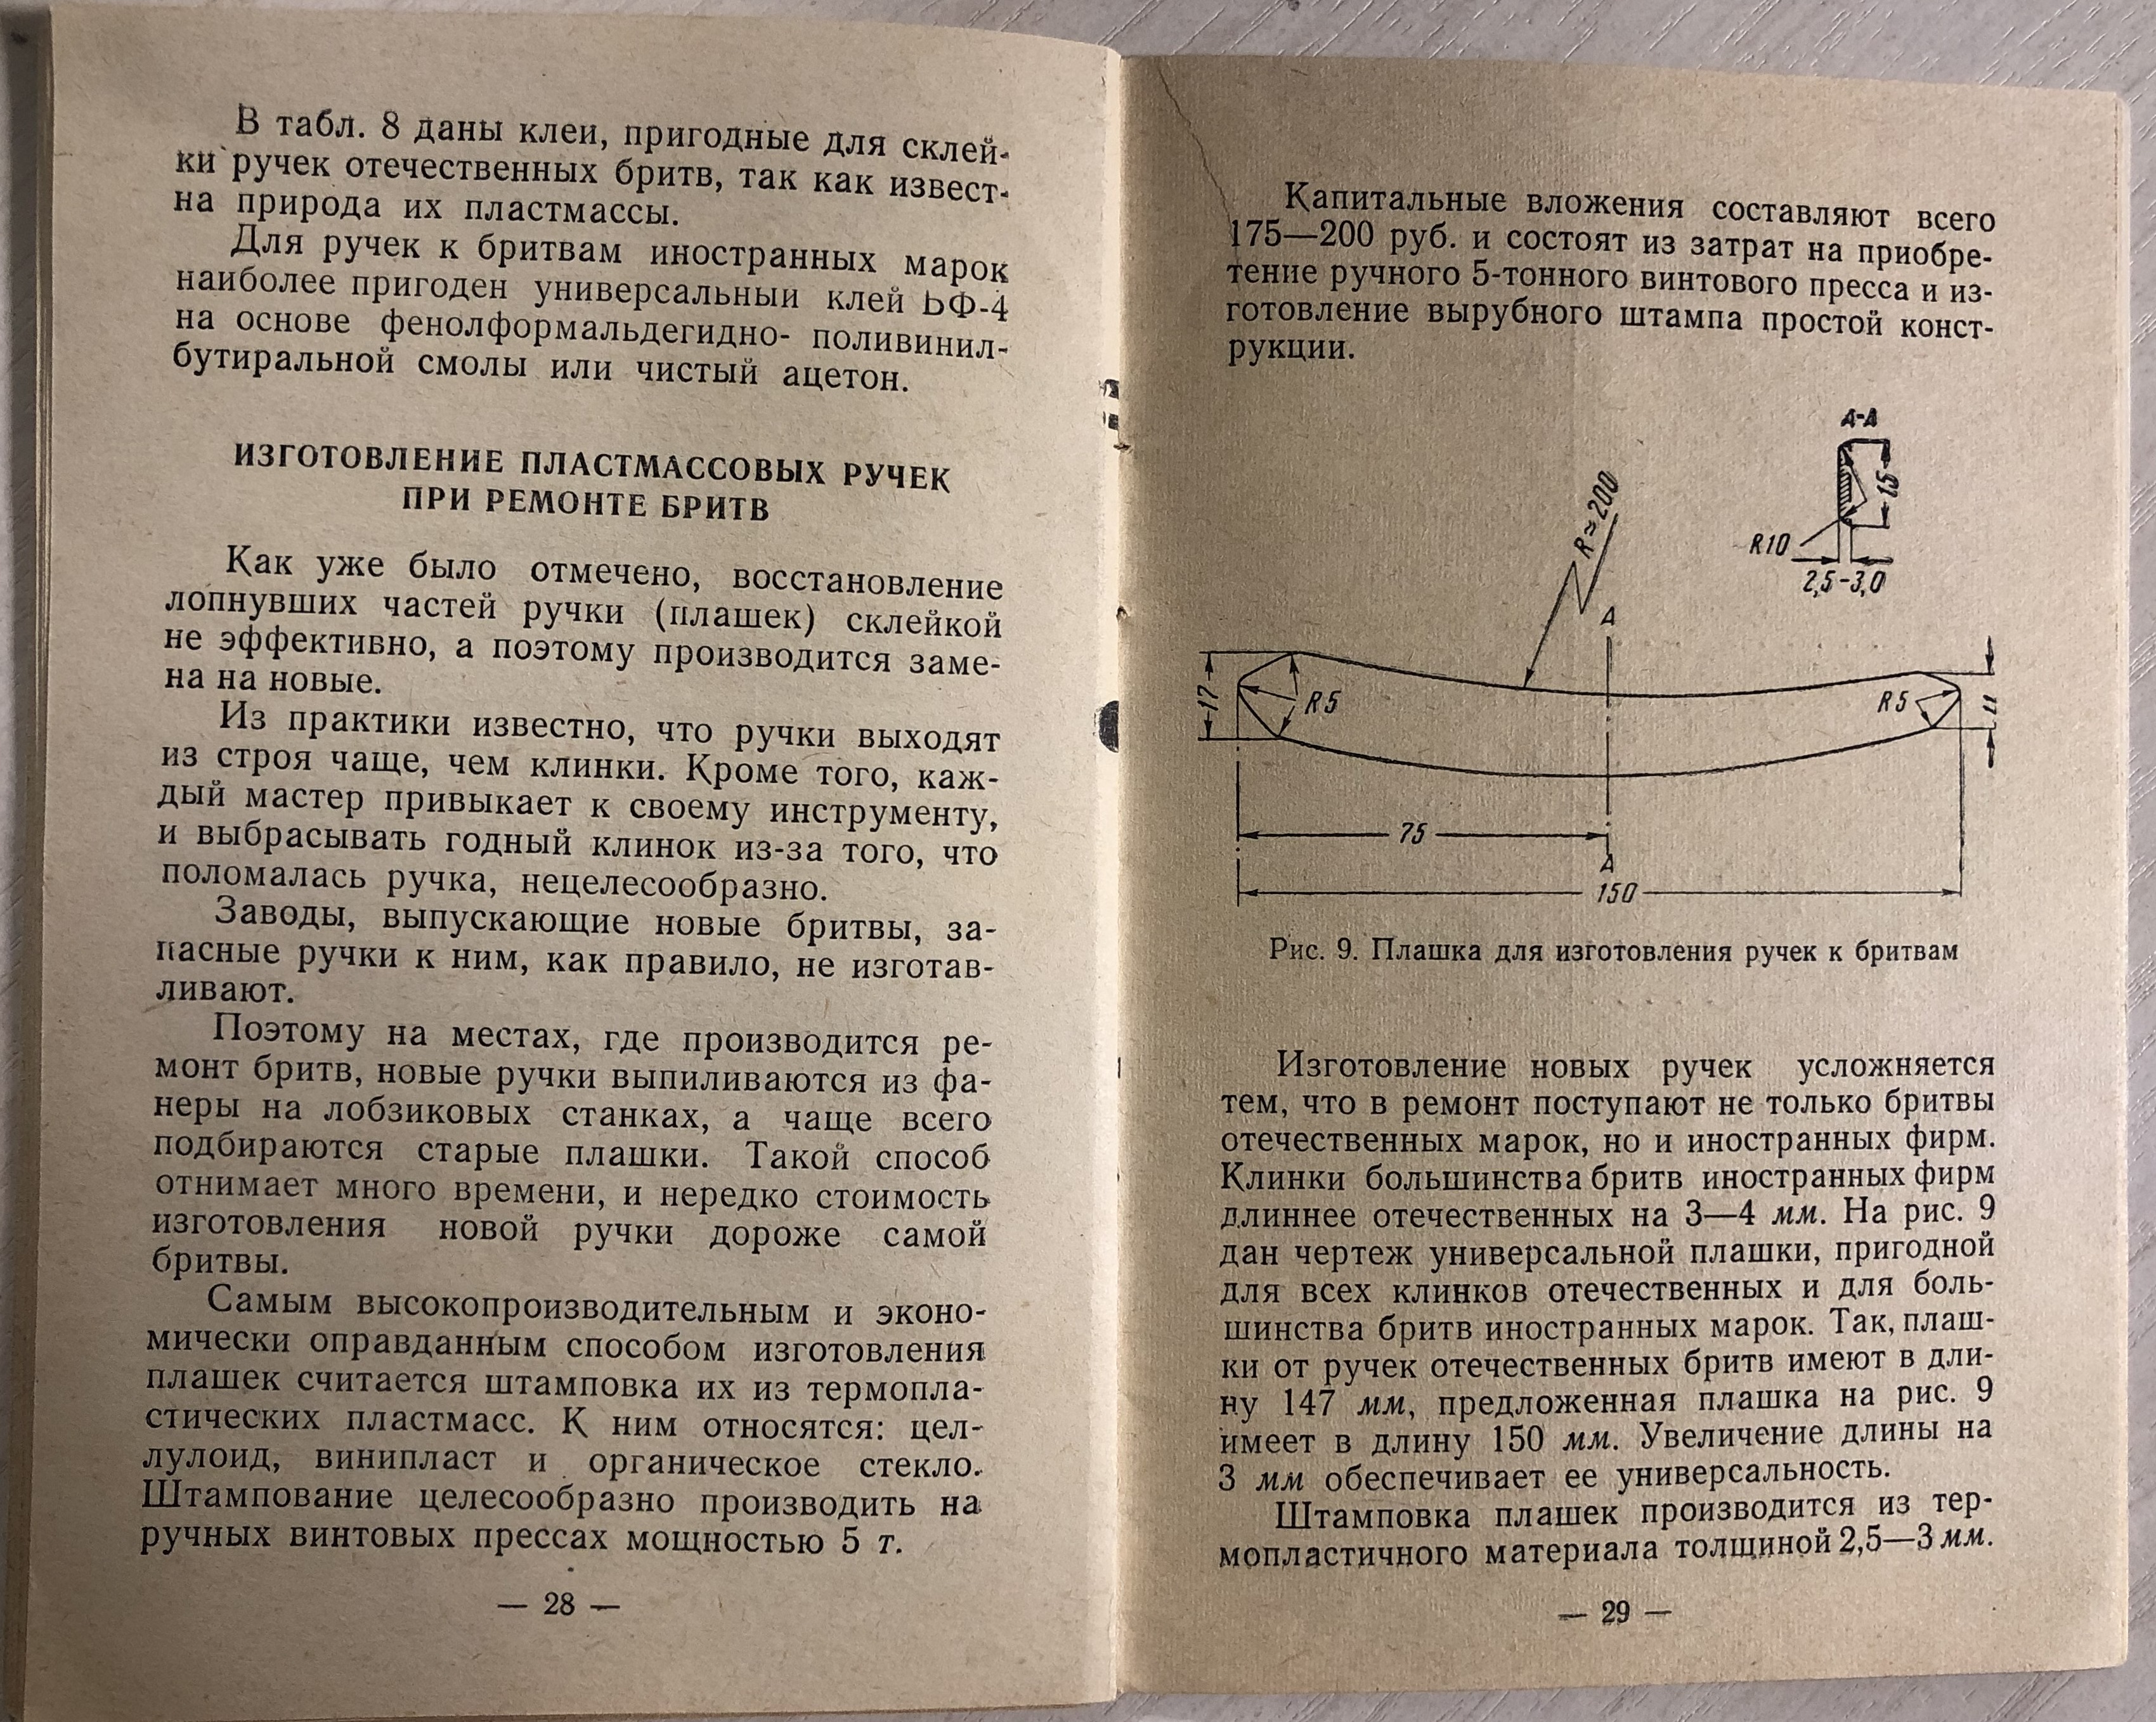 В табл. 8 даны клеи, пригодные для склей-
ки ручек отечественных бритв, так как извест-
на природа их пластмассы.
Для ручек к бритвам иностранных марок
наиболее пригоден универсальный клей БФ-4
на основе фенолформальдегидно- поливинил-
бутиральной смолы или чистый ацетон.
ИЗГОТОВЛЕНИЕ ПЛАСТМАССОВЫХ РУЧЕК
ПРИ РЕМОНТЕ БРИТВ
Как уже было отмечено, восстановление
лопнувших частей ручки (плашек) склейкой
не эффективно, а поэтому производится заме-
на на новые.
Из практики известно, что ручки выходят
из строя чаще, чем клинки. Кроме того, каж-
дый мастер привыкает к своему инструменту,
и выбрасывать годный клинок из-за того, что
поломалась ручка, нецелесообразно.
Заводы, выпускающие новые бритвы, за-
пасные ручки к ним, как правило, не изготав-
ливают.
Поэтому на местах, где производится ре-
монт бритв, новые ручки выпиливаются из фа-
неры на лобзиковых станках, а чаще всего
подбираются старые плашки. Такой способ
отнимает много времени, и нередко стоимость
изготовления новой ручки дороже самой
бритвы.
Самым высокопроизводительным и эконо-
мически оправданным способом изготовления
плашек считается штамповка их из термопла-
стических пластмасс. К ним относятся: цел-
лулоид, винипласт и органическое стекло.
Штампование целесообразно производить на
ручных винтовых прессах мощностью 5 т.
— 28 —
Капитальные вложения составляют всего
175—200 руб. и состоят из затрат на приобре-
тение ручного 5-тонного винтового пресса и из-
готовление вырубного штампа простой конст-
рукции.
А-А
15
R≈200
R10
2,5-3,0
А
17
R5
R5
11
75
А
150
Рис. 9. Плашка для изготовления ручек к бритвам
Изготовление новых ручек усложняется
тем, что в ремонт поступают не только бритвы
отечественных марок, но и иностранных фирм.
Клинки большинства бритв иностранных фирм
длиннее отечественных на 3—4 мм. На рис. 9
дан чертеж универсальной плашки, пригодной
для всех клинков отечественных и для боль-
шинства бритв иностранных марок. Так, плаш-
ки от ручек отечественных бритв имеют в дли-
ну 147 мм, предложенная плашка на рис. 9
имеет в длину 150 мм. Увеличение длины на
3 мм обеспечивает ее универсальность.
Штамповка плашек производится из тер-
мопластичного материала толщиной 2,5—3 мм.
— 29 —